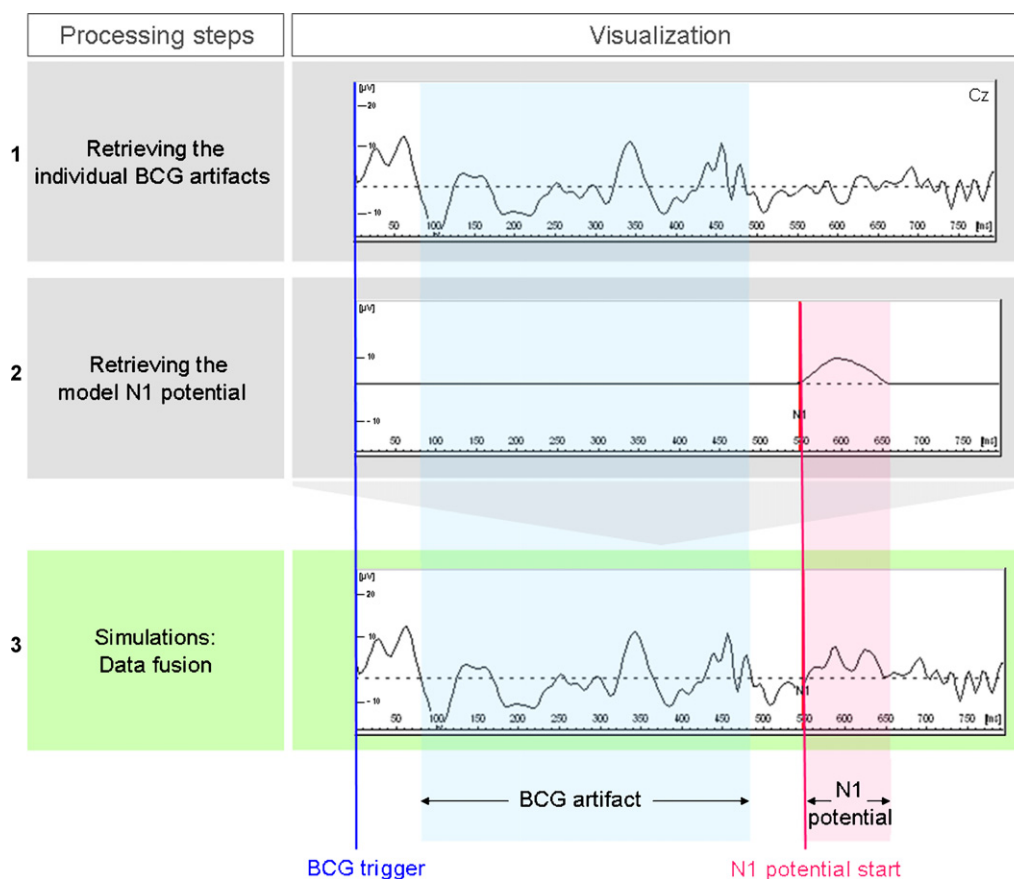 Processing steps
Visualization
1
Retrieving the
individual BCG artifacts
[µV]
20
10
-10
Cz
50 100 150 200 250 300 350 400 450 500 550 600 650 700 750 [ms]
2
Retrieving the
model N1 potential
[µV]
10
-10
N1
50 100 150 200 250 300 350 400 450 500 550 600 650 700 750 [ms]
3
Simulations:
Data fusion
[µV]
20
10
-10
N1
50 100 150 200 250 300 350 400 450 500 550 600 650 700 750 [ms]
BCG artifact
N1
potential
BCG trigger
N1 potential start